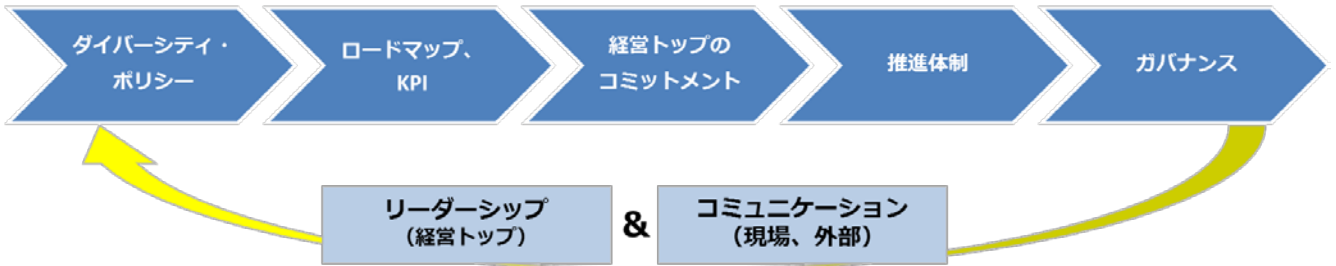 ダイバーシティ・
ポリシー
ロードマップ、
KPI
経営トップの
コミットメント
推進体制
ガバナンス
リーダーシップ
（経営トップ）
&
コミュニケーション
（現場、外部）